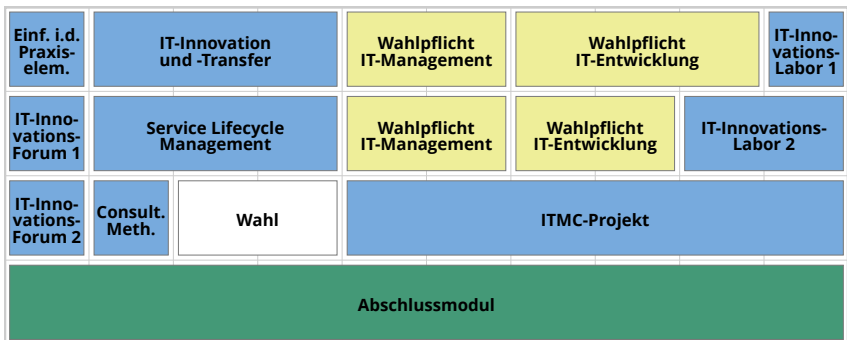 Einf. i.d.
Praxis-
elem.
IT-Innovation
und -Transfer
Wahlpflicht
IT-Management
Wahlpflicht
IT-Entwicklung
IT-Inno-
vations-
Labor 1
IT-Inno-
vations-
Forum 1
Service Lifecycle
Management
Wahlpflicht
IT-Management
Wahlpflicht
IT-Entwicklung
IT-Innovations-
Labor 2
IT-Inno-
vations-
Forum 2
Consult.
Meth.
Wahl
ITMC-Projekt
Abschlussmodul